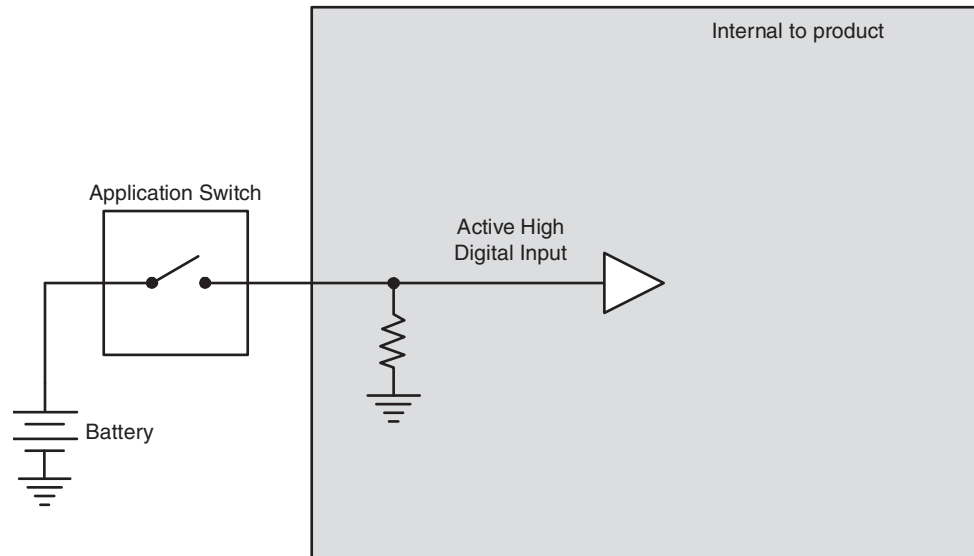 Internal to product
Application Switch
Active High
Digital Input
Battery